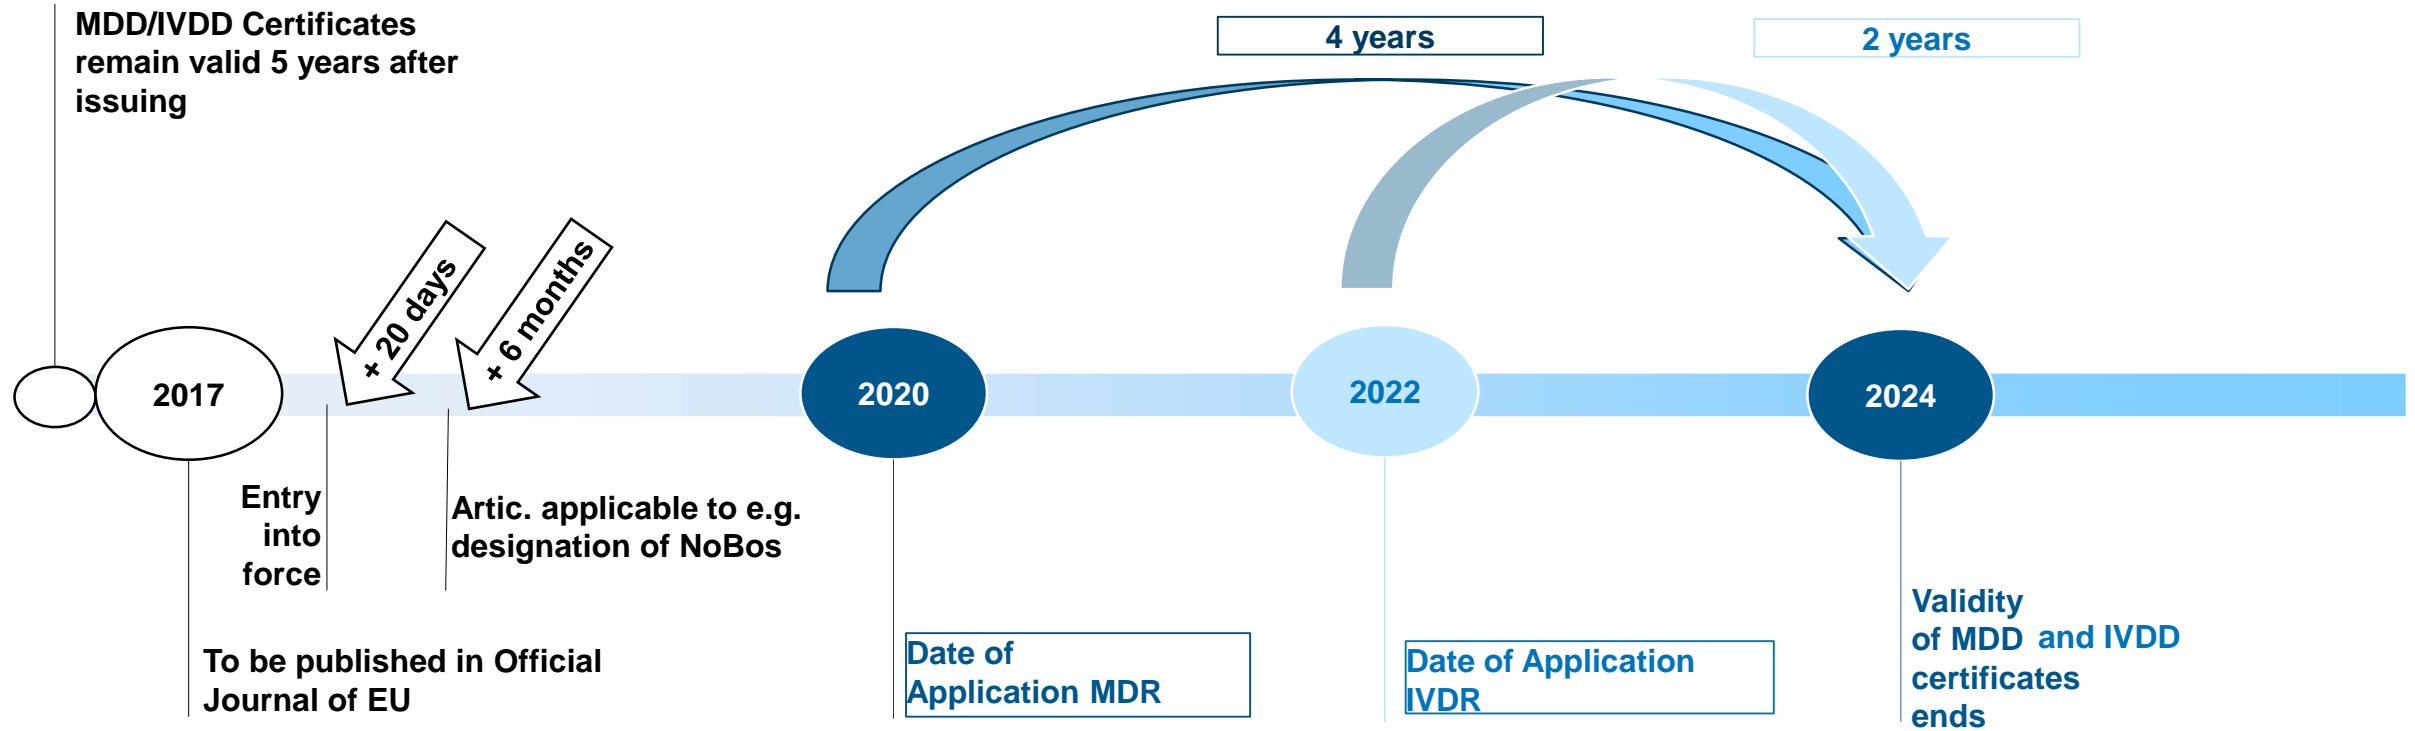 MDD/IVDD Certificates
remain valid 5 years after
issuing
4 years
2 years
+ 20 days
+ 6 months
2017
2020
2022
2024
Entry
into
force
Artic. applicable to e.g.
designation of NoBos
To be published in Official
Journal of EU
Date of
Application MDR
Date of Application
IVDR
Validity
of MDD and IVDD
certificates
ends